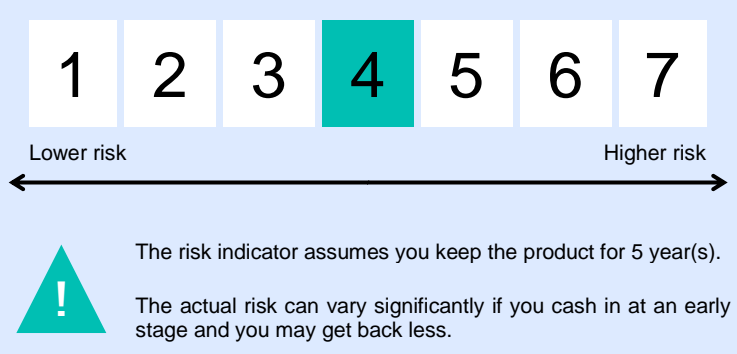 1 2 3 4 5 6 7
Lower risk Higher risk
The risk indicator assumes you keep the product for 5 year(s).
!
The actual risk can vary significantly if you cash in at an early
stage and you may get back less.